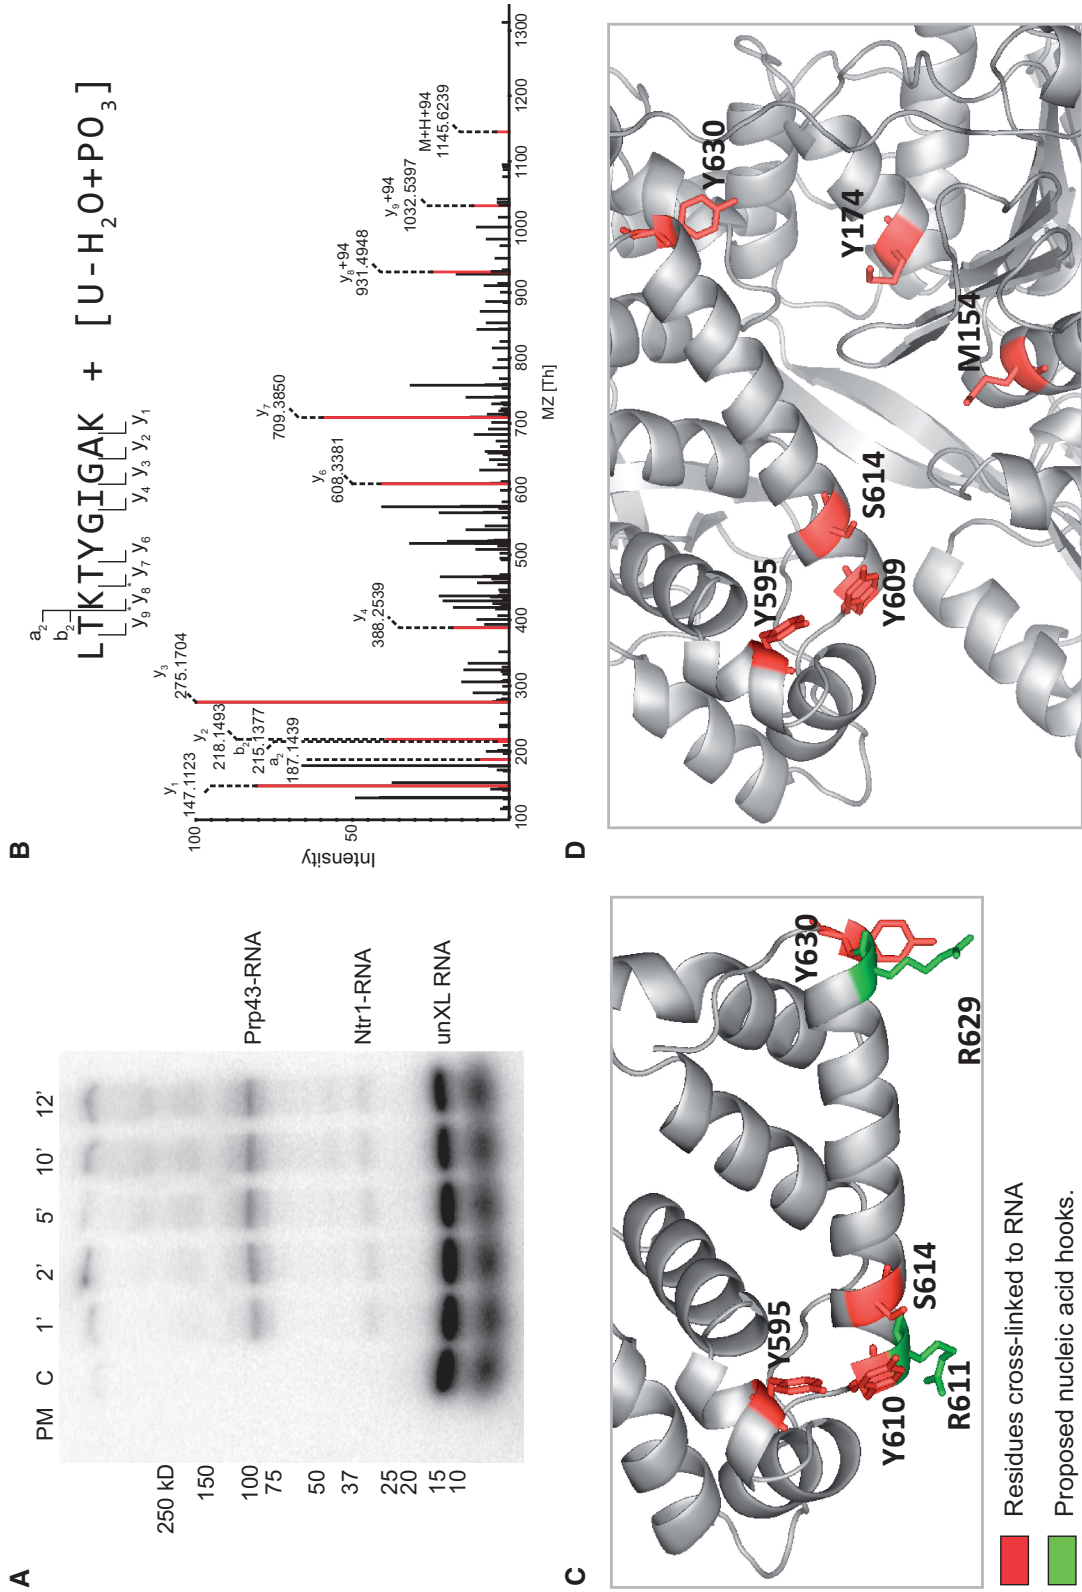 A
PM C 1' 2' 5' 10' 12'
250 kD
150
100
75
50
37
25
20
15
10
Prp43-RNA
Ntr1-RNA
unXL RNA
B
a2
b2
LTKTYGIGAK + [U-H2O+PO3]
y9 y8* y7 y6 y4 y3 y2 y1
Intensity
100
50
y1
147.1123
a2
187.1439
b2
215.1377
y2
218.1493
y3
275.1704
y4
388.2539
y6
608.3381
y7
709.3850
y8+94
931.4948
y9+94
1032.5397
M+H+94
1145.6239
100 200 300 400 500 600 700 800 900 1000 1100 1200 1300
MZ [Th]
C
Y595
Y610
R611
S614
Y630
R629
Residues cross-linked to RNA
Proposed nucleic acid hooks.
D
Y595
Y609
S614
M154
Y174
Y630